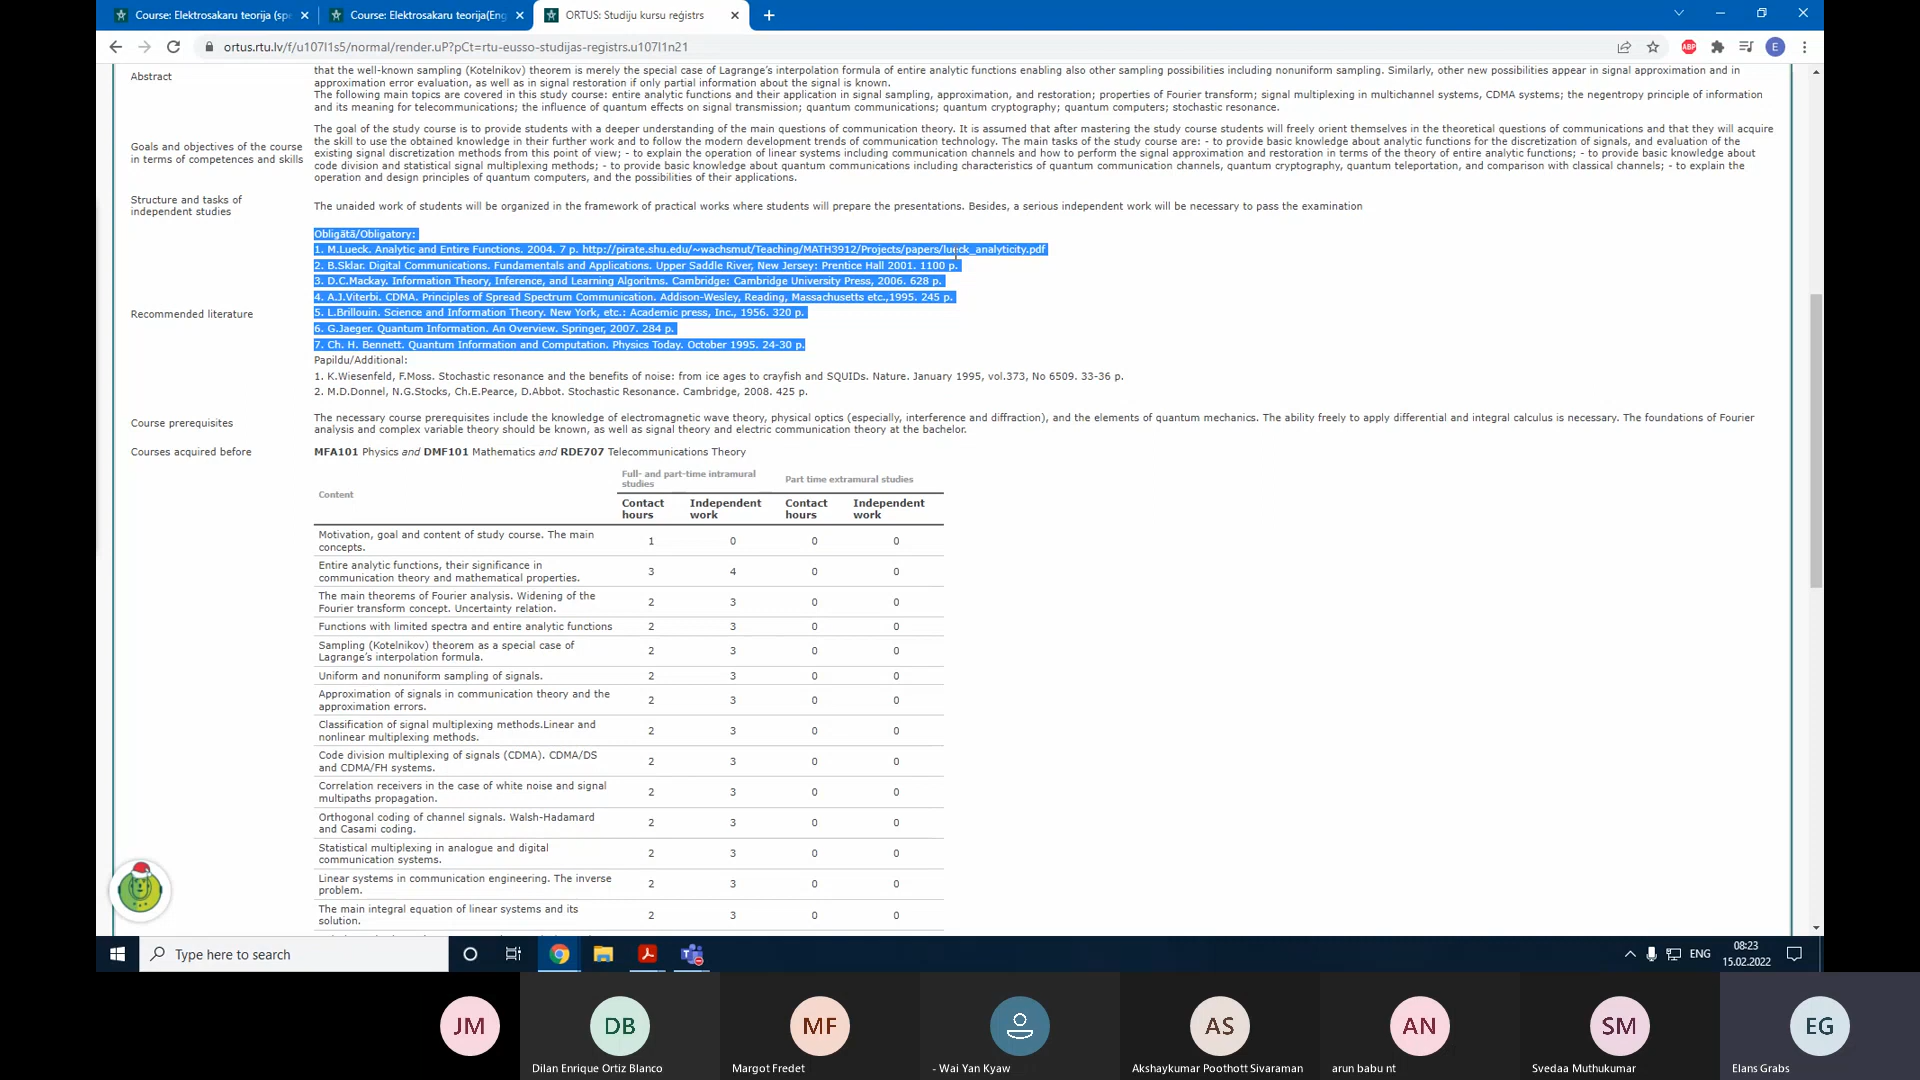 Course: Elektrosakaru teorija (sp
Course: Elektrosakaru teorija(Eng
ORTUS: Studiju kursu reģistrs
ortus.rtu.lv/f/u107l1s5/normal/render.uP?pCt=rtu-eusso-studijas-registrs.u107l1n21
ABP
E
Abstract
that the well-known sampling (Kotelnikov) theorem is merely the special case of Lagrange's interpolation formula of entire analytic functions enabling also other sampling possibilities including nonuniform sampling. Similarly, other new possibilities appear in signal approximation and in
approximation error evaluation, as well as in signal restoration if only partial information about the signal is known.
The following main topics are covered in this study course: entire analytic functions and their application in signal sampling, approximation, and restoration; properties of Fourier transform; signal multiplexing in multichannel systems, CDMA systems; the negentropy principle of information
and its meaning for telecommunications; the influence of quantum effects on signal transmission; quantum communications; quantum cryptography; quantum computers; stochastic resonance.
Goals and objectives of the course
in terms of competences and skills
The goal of the study course is to provide students with a deeper understanding of the main questions of communication theory. It is assumed that after mastering the study course students will freely orient themselves in the theoretical questions of communications and that they will acquire
the skill to use the obtained knowledge in their further work and to follow the modern development trends of communication technology. The main tasks of the study course are: - to provide basic knowledge about analytic functions for the discretization of signals, and evaluation of the
existing signal discretization methods from this point of view; - to explain the operation of linear systems including communication channels and how to perform the signal approximation and restoration in terms of the theory of entire analytic functions; - to provide basic knowledge about
code division and statistical signal multiplexing methods; - to provide basic knowledge about quantum communications including characteristics of quantum communication channels, quantum cryptography, quantum teleportation, and comparison with classical channels; - to explain the
operation and design principles of quantum computers, and the possibilities of their applications.
Structure and tasks of
independent studies
The unaided work of students will be organized in the framework of practical works where students will prepare the presentations. Besides, a serious independent work will be necessary to pass the examination
Recommended literature
Obligātā/Obligatory:
1. M.Lueck. Analytic and Entire Functions. 2004. 7 p. http://pirate.shu.edu/~wachsmut/Teaching/MATH3912/Projects/papers/lueck_analyticity.pdf
2. B.Sklar. Digital Communications. Fundamentals and Applications. Upper Saddle River, New Jersey: Prentice Hall 2001. 1100 p.
3. D.C.Mackay. Information Theory, Inference, and Learning Algoritms. Cambridge: Cambridge University Press, 2006. 628 p.
4. A.J.Viterbi. CDMA. Principles of Spread Spectrum Communication. Addison-Wesley, Reading, Massachusetts etc.,1995. 245 p.
5. L.Brillouin. Science and Information Theory. New York, etc.: Academic press, Inc., 1956. 320 p.
6. G.Jaeger. Quantum Information. An Overview. Springer, 2007. 284 p.
7. Ch. H. Bennett. Quantum Information and Computation. Physics Today. October 1995. 24-30 p.
Papildu/Additional:
1. K.Wiesenfeld, F.Moss. Stochastic resonance and the benefits of noise: from ice ages to crayfish and SQUIDs. Nature. January 1995, vol.373, No 6509. 33-36 p.
2. M.D.Donnel, N.G.Stocks, Ch.E.Pearce, D.Abbot. Stochastic Resonance. Cambridge, 2008. 425 p.
Course prerequisites
The necessary course prerequisites include the knowledge of electromagnetic wave theory, physical optics (especially, interference and diffraction), and the elements of quantum mechanics. The ability freely to apply differential and integral calculus is necessary. The foundations of Fourier
analysis and complex variable theory should be known, as well as signal theory and electric communication theory at the bachelor.
Courses acquired before
MFA101 Physics and DMF101 Mathematics and RDE707 Telecommunications Theory
Content
Full- and part-time intramural
studies
Part time extramural studies
Contact
hours
Independent
work
Contact
hours
Independent
work
Motivation, goal and content of study course. The main
concepts.
1 0 0 0
Entire analytic functions, their significance in
communication theory and mathematical properties.
3 4 0 0
The main theorems of Fourier analysis. Widening of the
Fourier transform concept. Uncertainty relation.
2 3 0 0
Functions with limited spectra and entire analytic functions 2 3 0 0
Sampling (Kotelnikov) theorem as a special case of
Lagrange's interpolation formula.
2 3 0 0
Uniform and nonuniform sampling of signals. 2 3 0 0
Approximation of signals in communication theory and the
approximation errors.
2 3 0 0
Classification of signal multiplexing methods.Linear and
nonlinear multiplexing methods.
2 3 0 0
Code division multiplexing of signals (CDMA). CDMA/DS
and CDMA/FH systems.
2 3 0 0
Correlation receivers in the case of white noise and signal
multipaths propagation.
2 3 0 0
Orthogonal coding of channel signals. Walsh-Hadamard
and Casami coding.
2 3 0 0
Statistical multiplexing in analogue and digital
communication systems.
2 3 0 0
Linear systems in communication engineering. The inverse
problem.
2 3 0 0
The main integral equation of linear systems and its
solution.
2 3 0 0
Type here to search
ENG
08:23
15.02.2022
JM
DB
MF
AS
AN
SM
EG
Dilan Enrique Ortiz Blanco
Margot Fredet
- Wai Yan Kyaw
Akshaykumar Poothott Sivaraman
arun babu nt
Svedaa Muthukumar
Elans Grabs